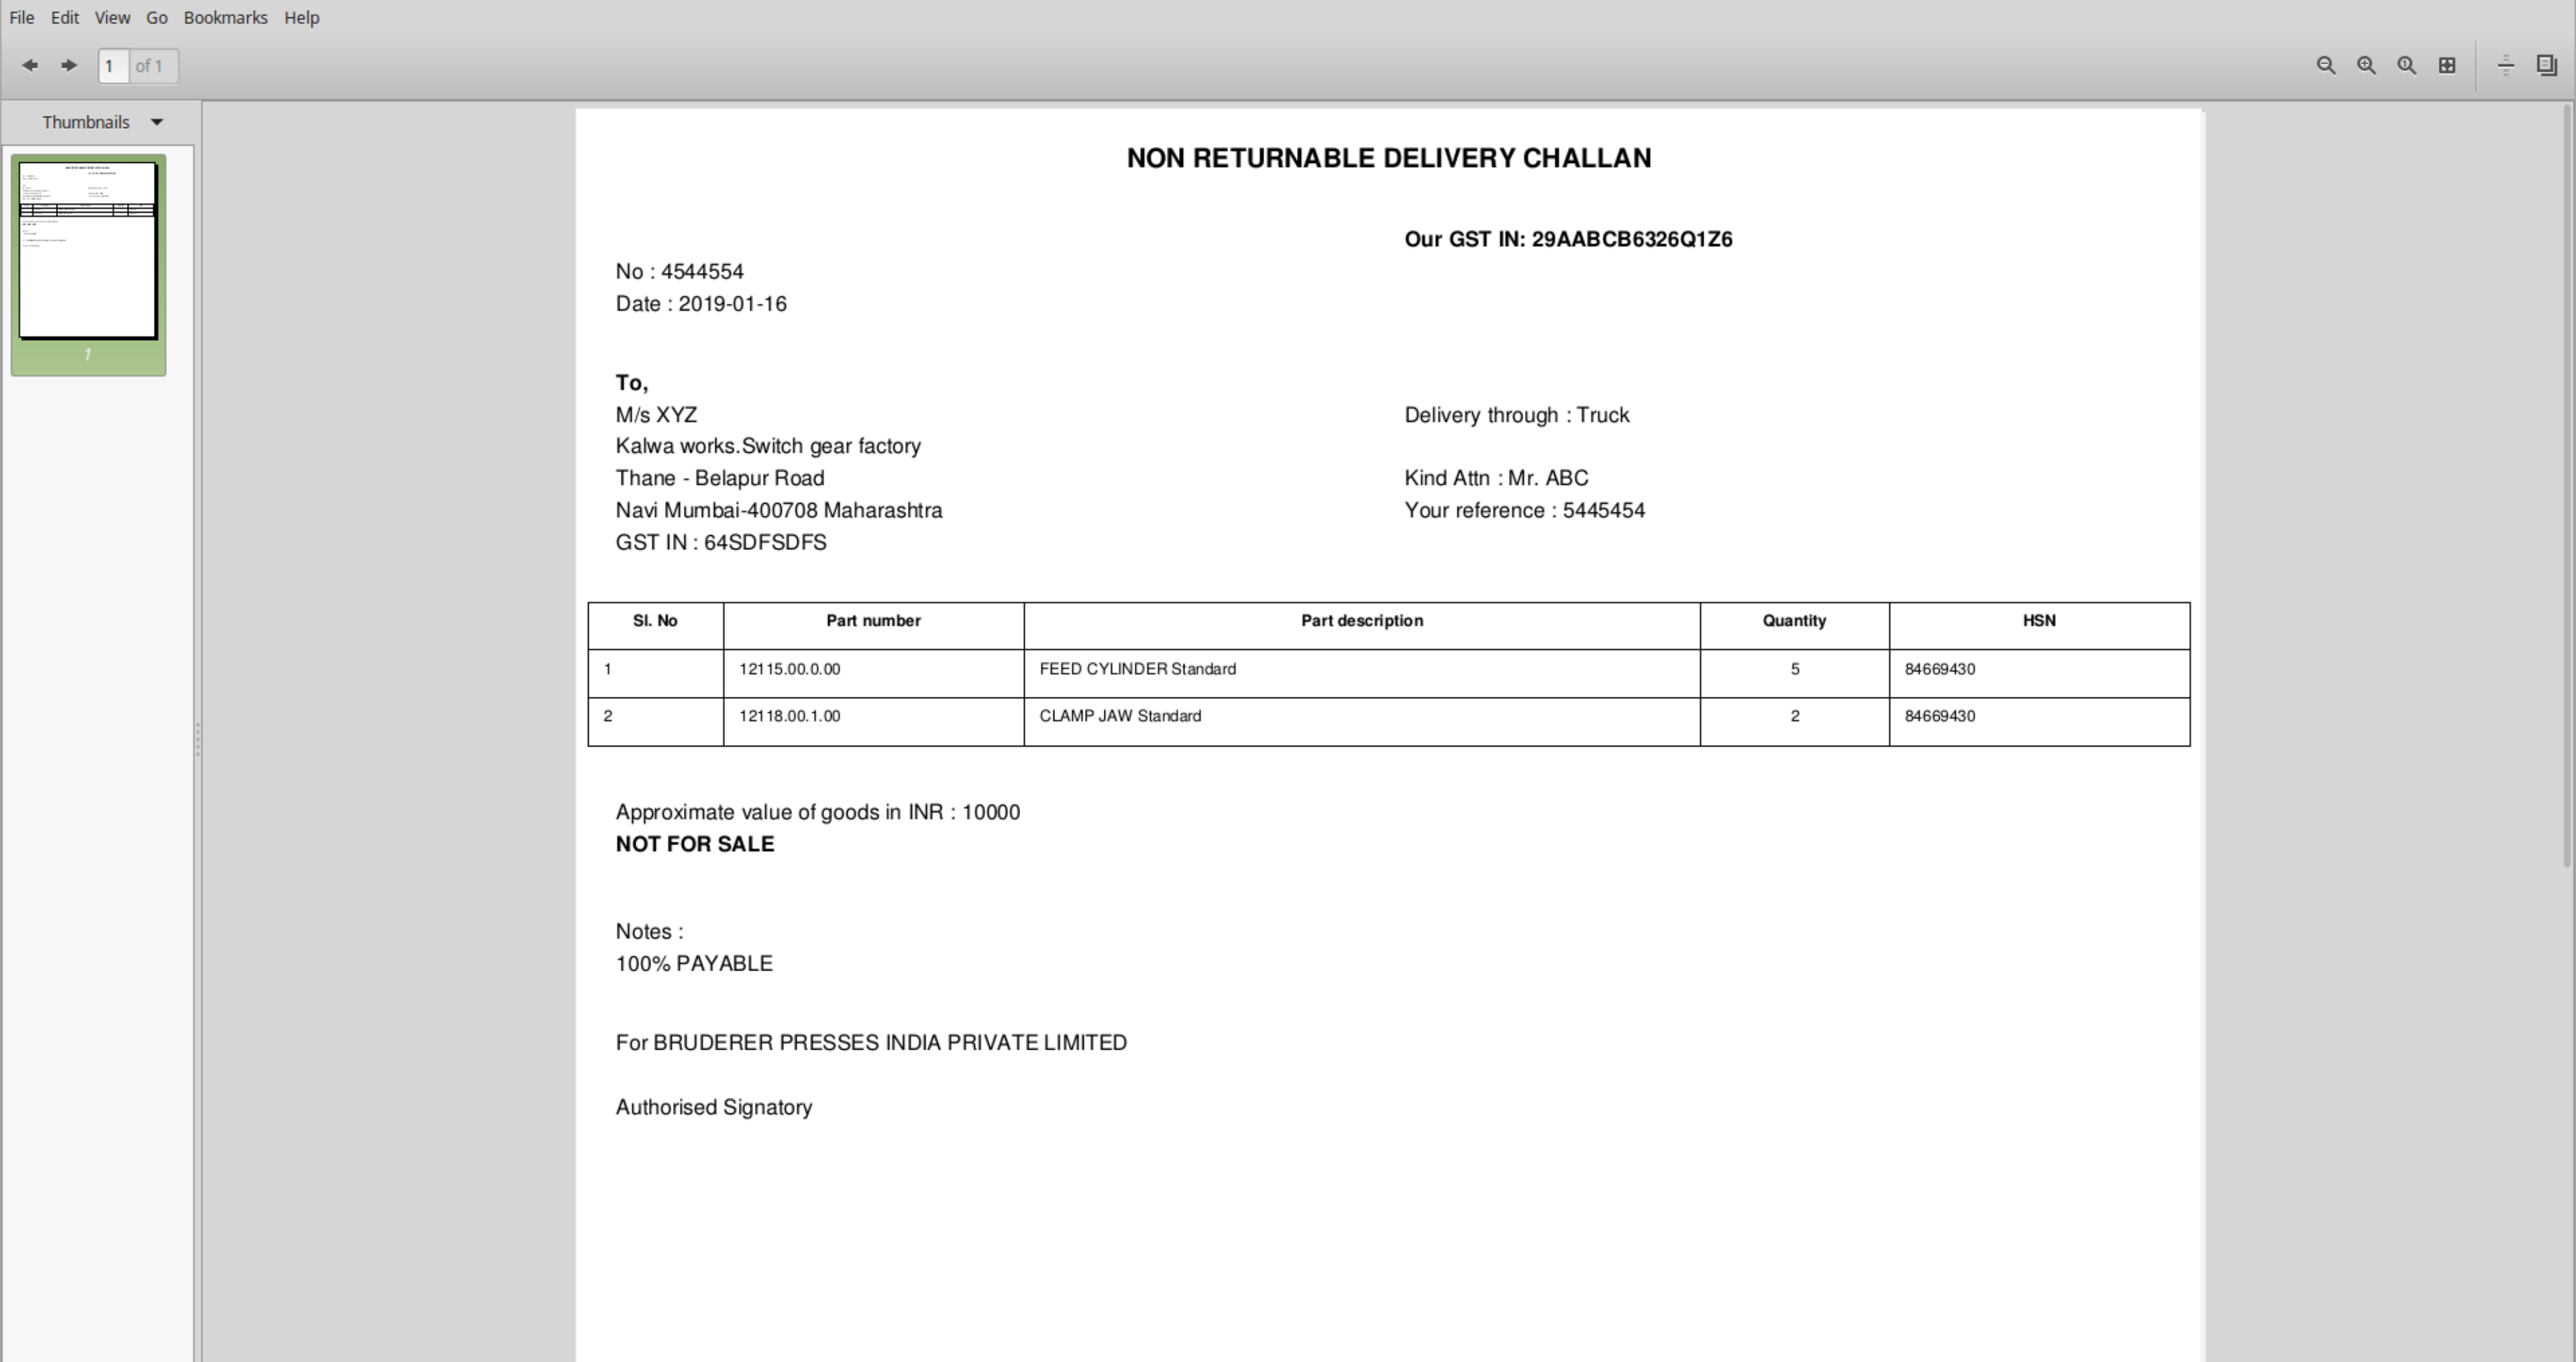 File Edit View Go Bookmarks Help
1 of 1
Thumbnails
1
NON RETURNABLE DELIVERY CHALLAN
Our GST IN: 29AABCB6326Q1Z6
No : 4544554
Date : 2019-01-16
To,
M/s XYZ Delivery through : Truck
Kalwa works.Switch gear factory
Thane - Belapur Road Kind Attn : Mr. ABC
Navi Mumbai-400708 Maharashtra Your reference : 5445454
GST IN : 64SDFSDFS
Sl. No Part number Part description Quantity HSN
1 12115.00.0.00 FEED CYLINDER Standard 5 84669430
2 12118.00.1.00 CLAMP JAW Standard 2 84669430
Approximate value of goods in INR : 10000
NOT FOR SALE
Notes :
100% PAYABLE
For BRUDERER PRESSES INDIA PRIVATE LIMITED
Authorised Signatory